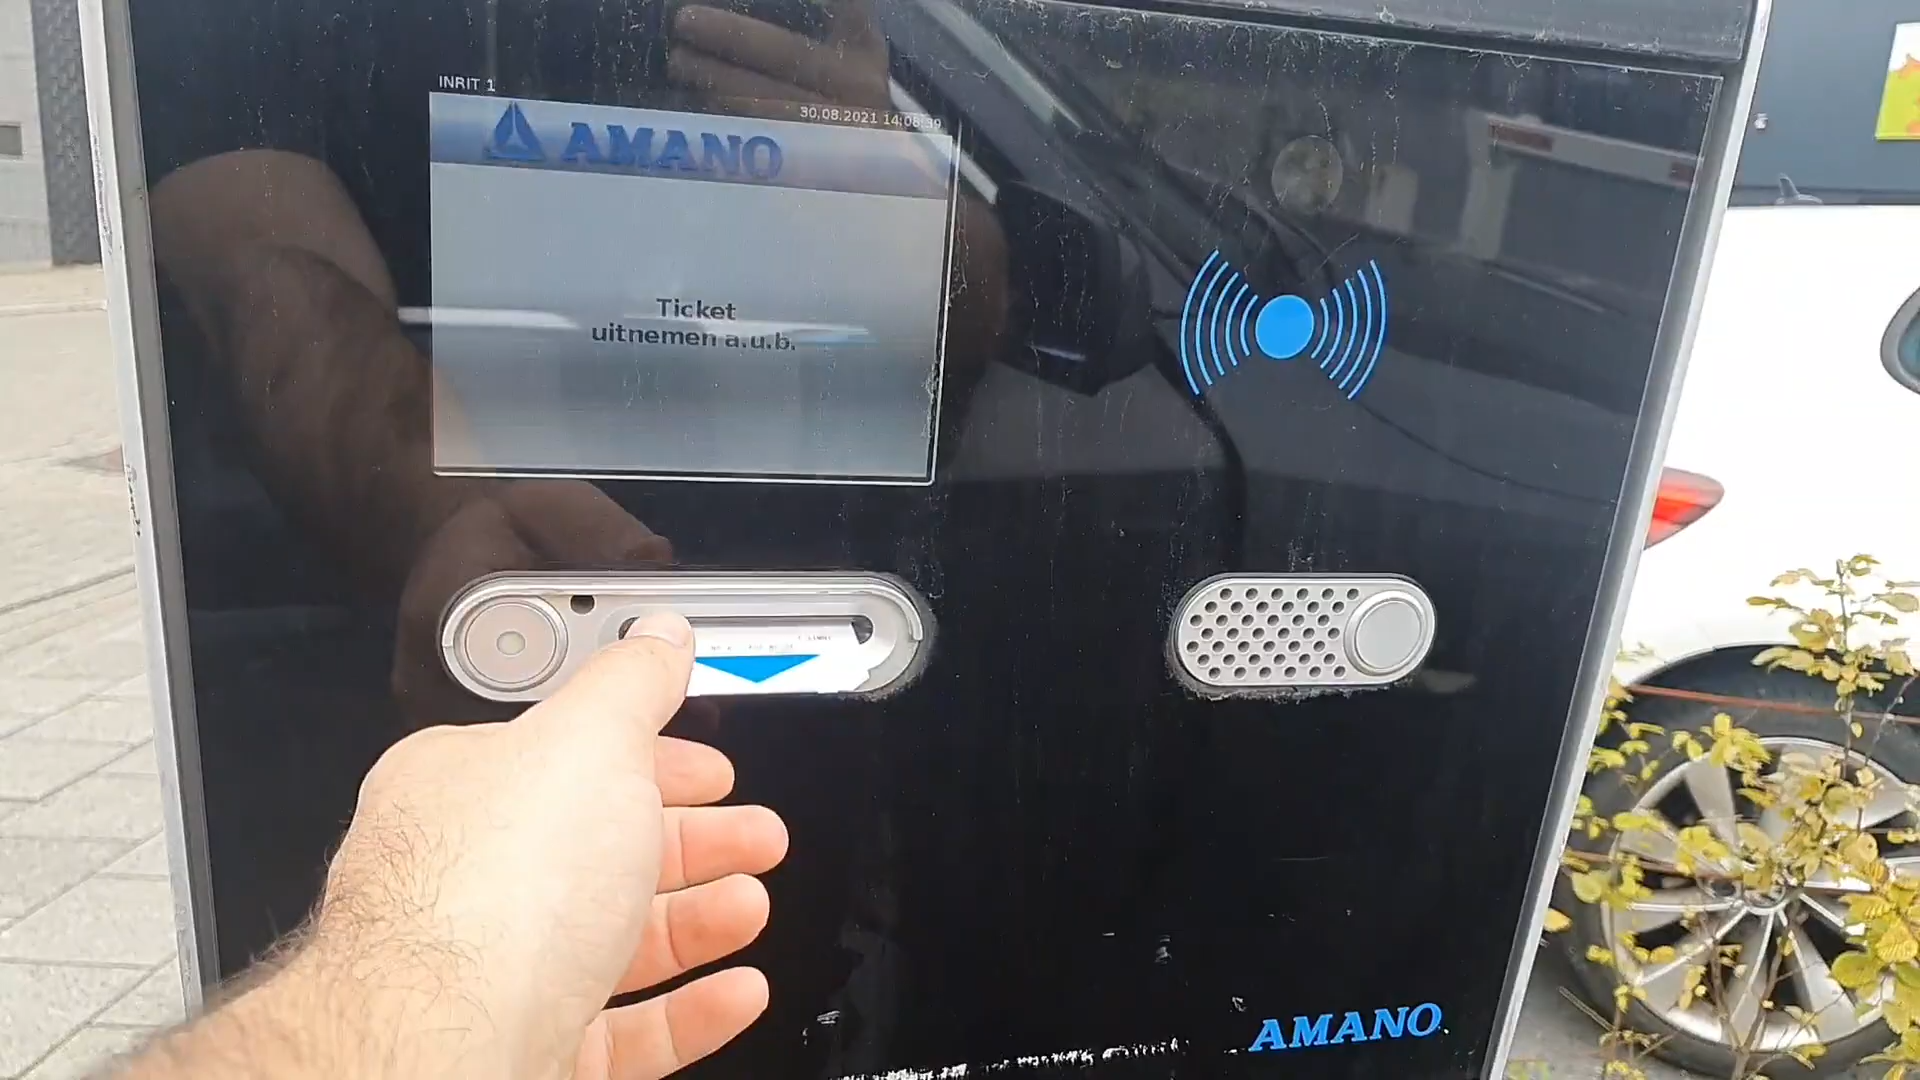 INRIT 1
30.08.2021 14:08:39
AMANO
Ticket
uitnemen a.u.b.
AMANO